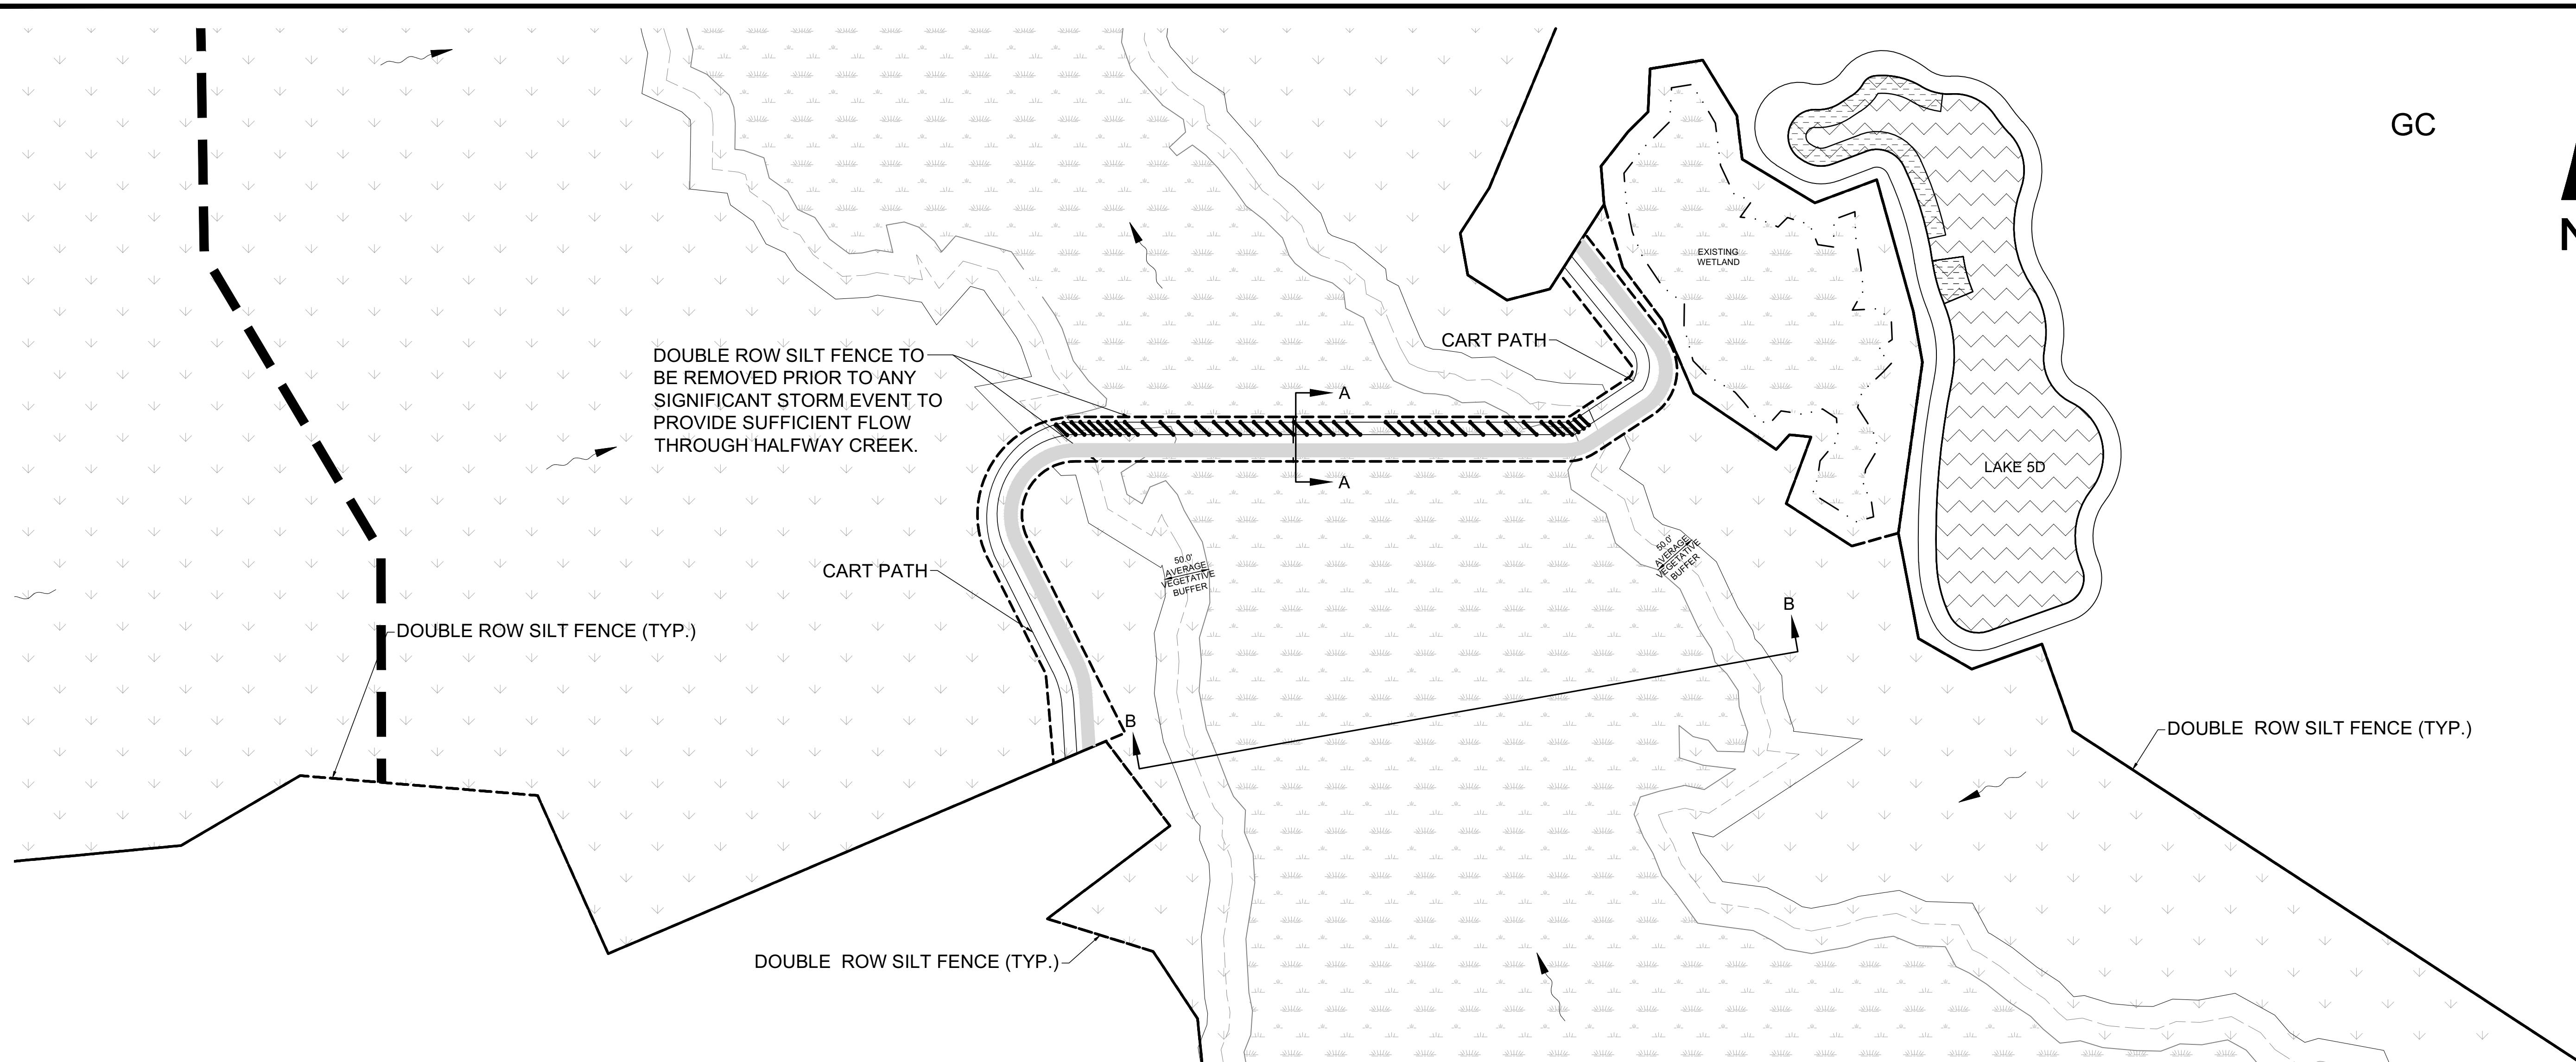 GC
N
EXISTING
WETLAND
CART PATH
DOUBLE ROW SILT FENCE TO
BE REMOVED PRIOR TO ANY
SIGNIFICANT STORM EVENT TO
PROVIDE SUFFICIENT FLOW
THROUGH HALFWAY CREEK.
A
A
LAKE 5D
50.0'
AVERAGE
VEGETATIVE
BUFFER
50.0'
AVERAGE
VEGETATIVE
BUFFER
CART PATH
B
DOUBLE ROW SILT FENCE (TYP.)
B
DOUBLE ROW SILT FENCE (TYP.)
DOUBLE ROW SILT FENCE (TYP.)